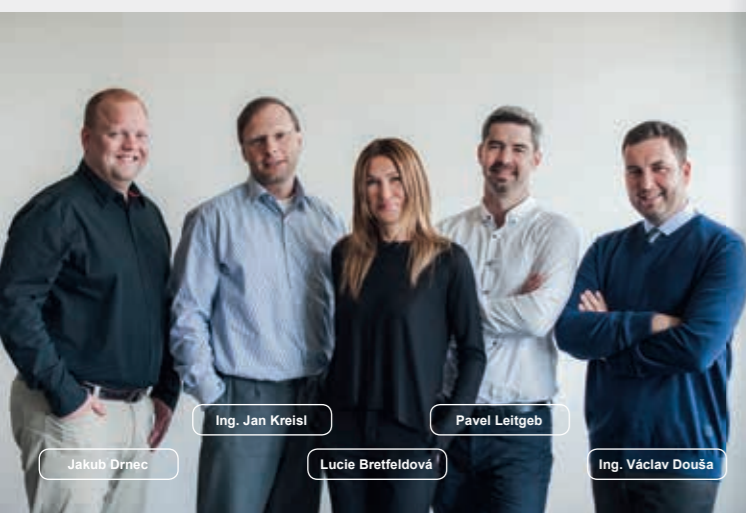 Ing. Jan Kreisl
Pavel Leitgeb
Jakub Drnec
Lucie Bretfeldová
Ing. Václav Douša